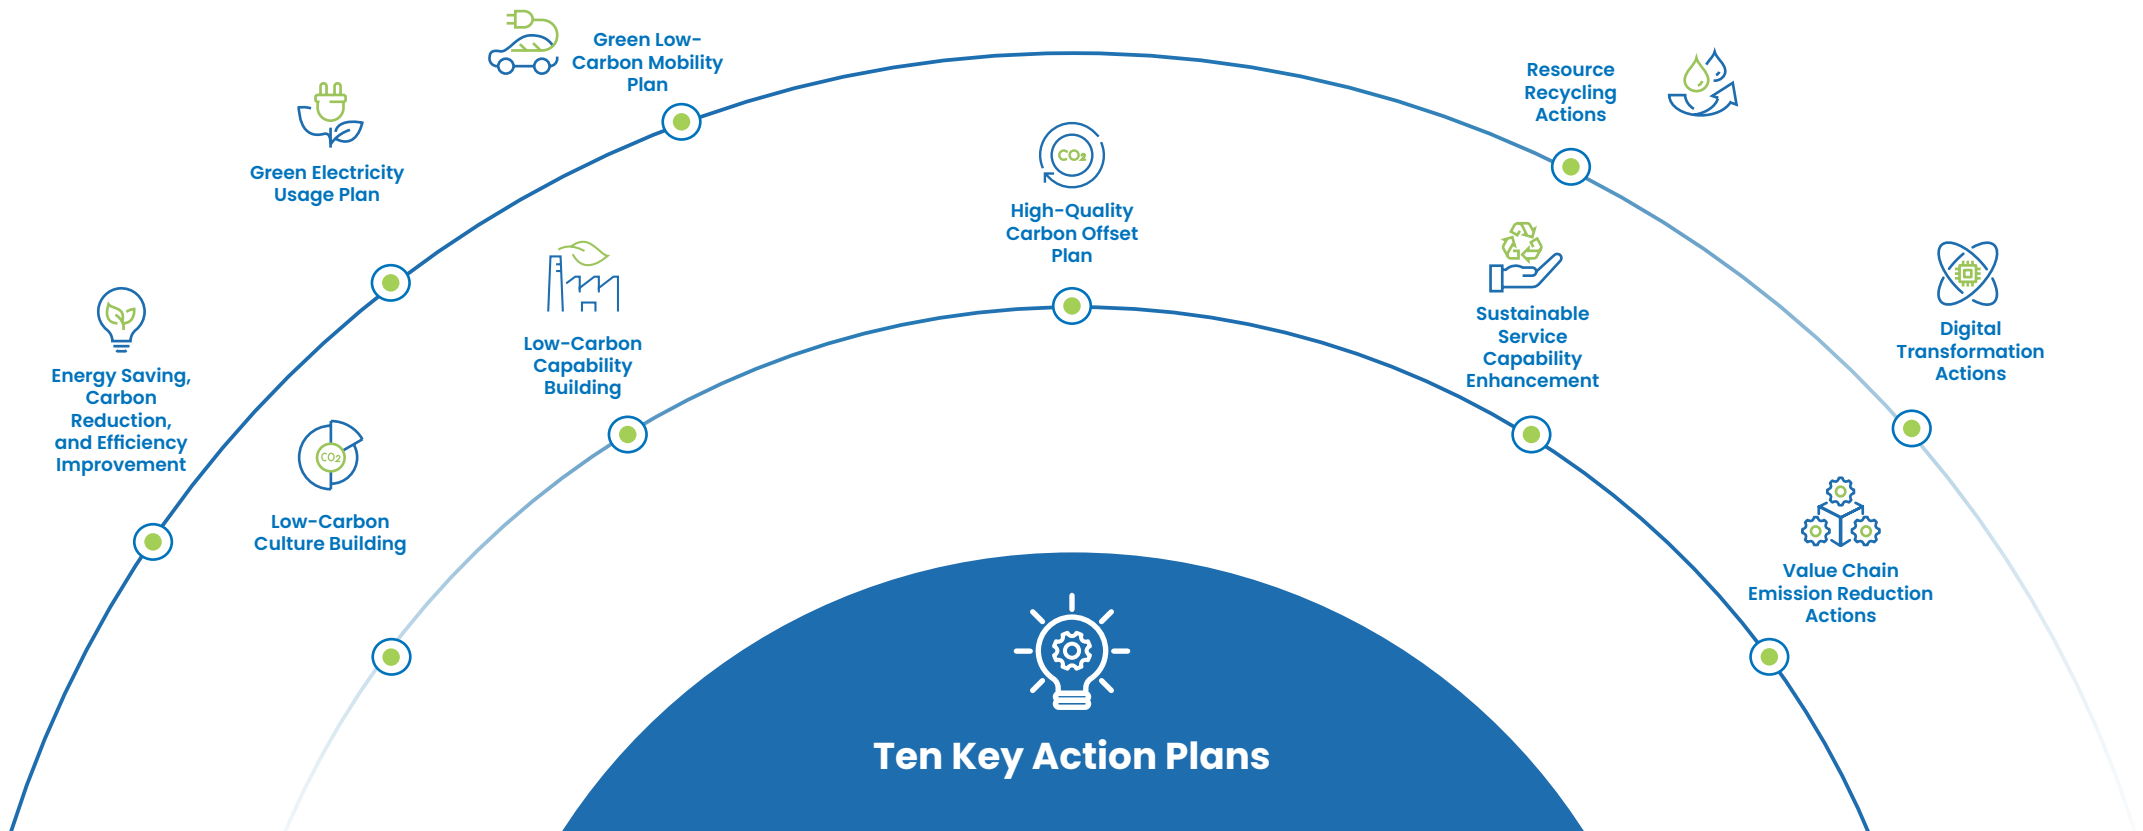 Green Low-
Carbon Mobility
Plan
Resource
Recycling
Actions
Green Electricity
Usage Plan
CO2
High-Quality
Carbon Offset
Plan
Low-Carbon
Capability
Building
Sustainable
Service
Capability
Enhancement
Digital
Transformation
Actions
Energy Saving,
Carbon
Reduction,
and Efficiency
Improvement
CO2
Low-Carbon
Culture Building
Value Chain
Emission Reduction
Actions
Ten Key Action Plans